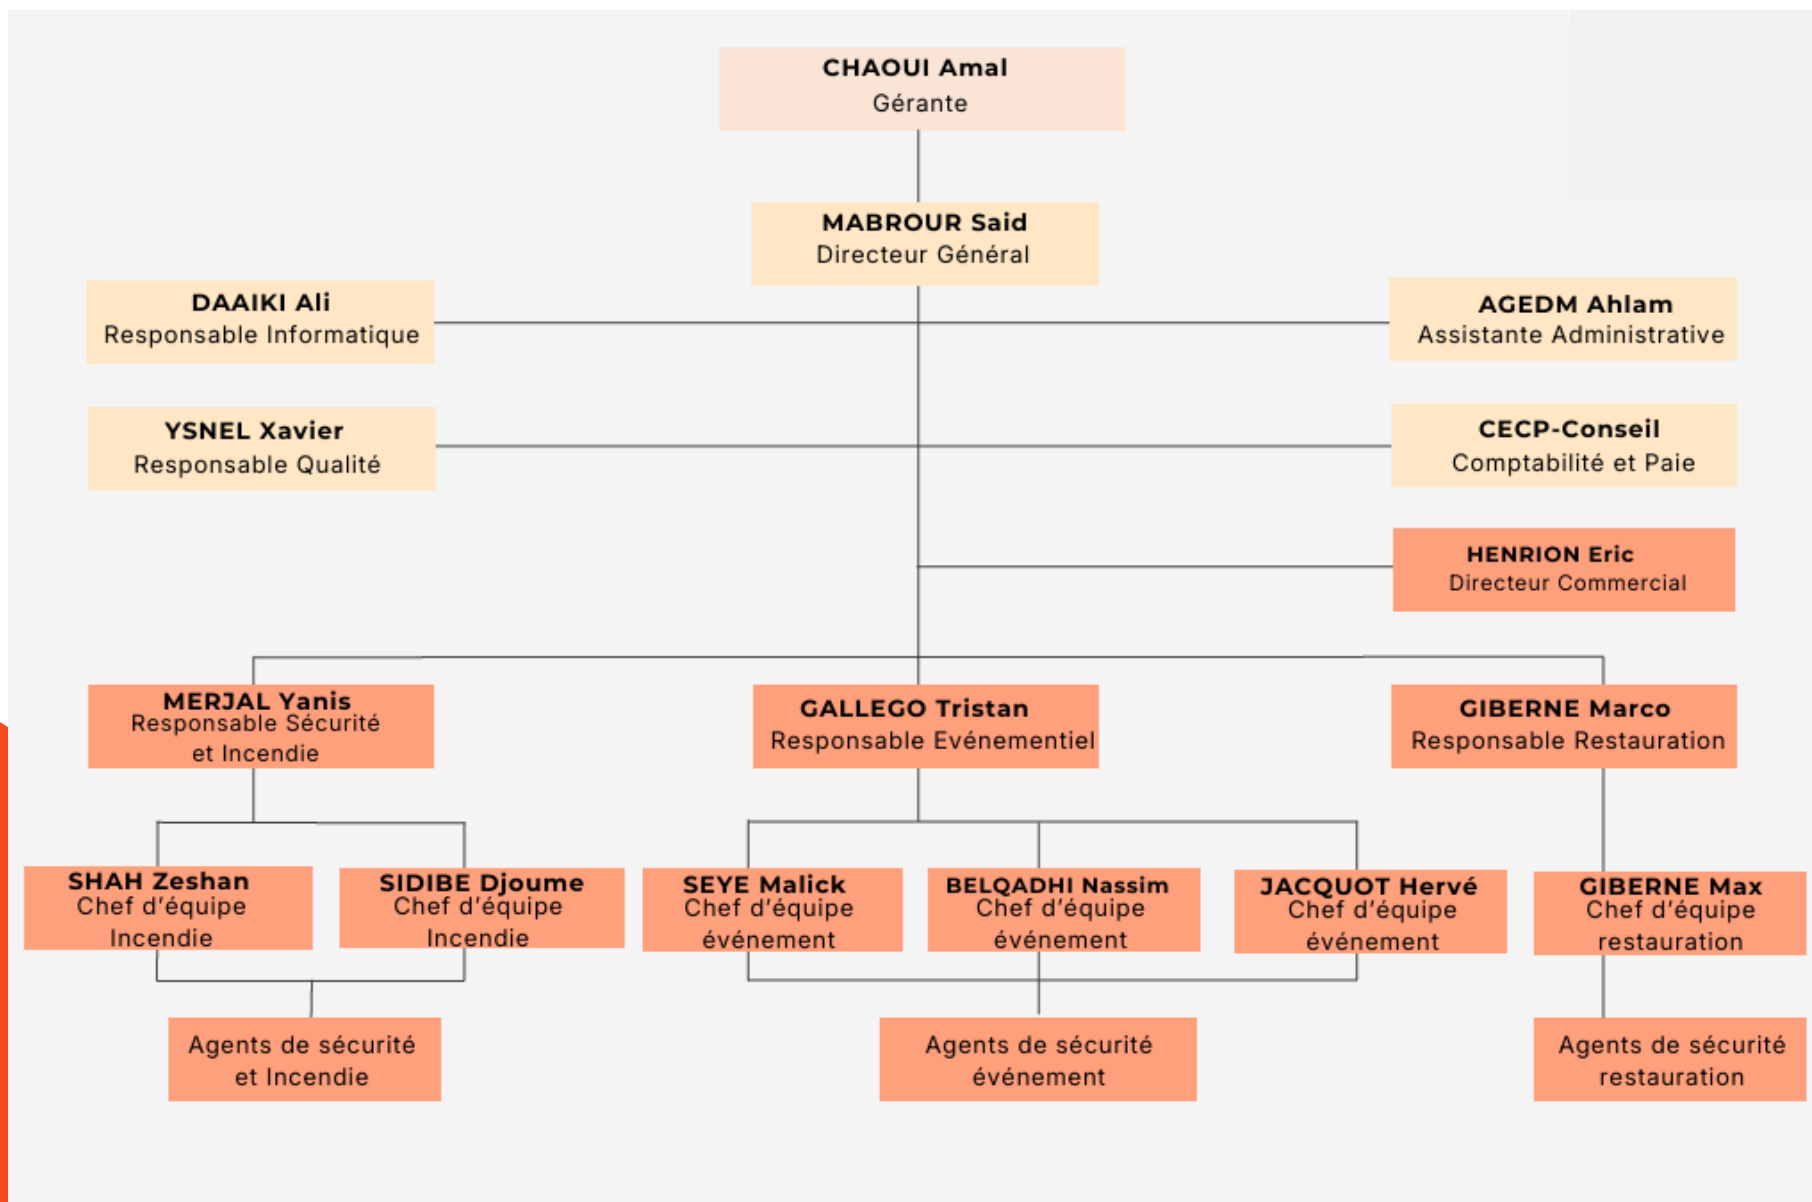 CHAOUI Amal
Gérante
MABROUR Said
Directeur Général
DAAIKI Ali
Responsable Informatique
AGEDM Ahlam
Assistante Administrative
YSNEL Xavier
Responsable Qualité
CECP-Conseil
Comptabilité et Paie
HENRION Eric
Directeur Commercial
MERJAL Yanis
Responsable Sécurité
et Incendie
GALLEGO Tristan
Responsable Evénementiel
GIBERNE Marco
Responsable Restauration
SHAH Zeshan
Chef d'équipe
Incendie
SIDIBE Djoume
Chef d'équipe
Incendie
SEYE Malick
Chef d'équipe
événement
BELQADHI Nassim
Chef d'équipe
événement
JACQUOT Hervé
Chef d'équipe
événement
GIBERNE Max
Chef d'équipe
restauration
Agents de sécurité
et Incendie
Agents de sécurité
événement
Agents de sécurité
restauration